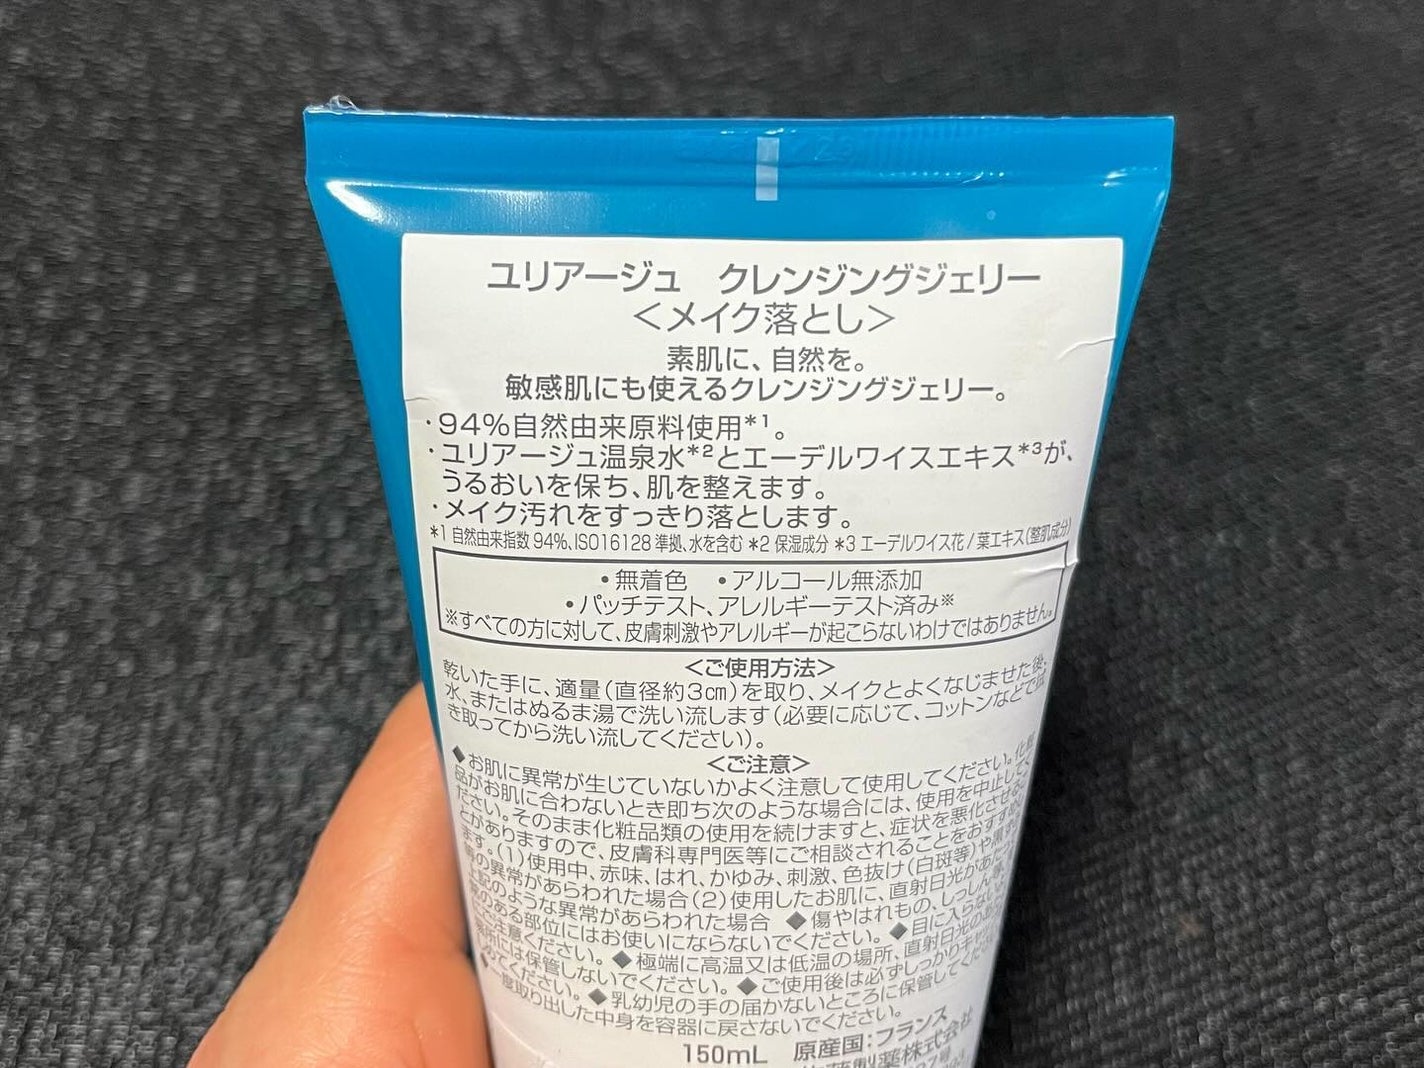 ユリアージュ　クレンジングジェリー
＜メイク落とし＞
素肌に、自然を。
敏感肌にも使えるクレンジングジェリー。
・94％自然由来原料使用*1。
・ユリアージュ温泉水*2とエーデルワイスエキス*3が、
うるおいを保ち、肌を整えます。
・メイク汚れをすっきり落とします。
*1 自然由来指数 94%、ISO16128 準拠、水を含む *2 保湿成分 *3 エーデルワイス花 / 葉エキス（整肌成分）
・無着色　・アルコール無添加
・パッチテスト、アレルギーテスト済み※
※すべての方に対して、皮膚刺激やアレルギーが起こらないわけではありません。
＜ご使用方法＞
乾いた手に、適量（直径約3㎝）を取り、メイクとよくなじませた後、
水、またはぬるま湯で洗い流します（必要に応じて、コットンなどで拭
き取ってから洗い流してください）。
＜ご注意＞
◆お肌に異常が生じていないかよく注意して使用してください。化粧
品がお肌に合わないとき即ち次のような場合には、使用を中止してく
ださい。そのまま化粧品類の使用を続けますと、症状を悪化させるこ
とがありますので、皮膚科専門医等にご相談されることをおすすめし
ます。（1）使用中、赤味、はれ、かゆみ、刺激、色抜け（白斑等）や
等の異常があらわれた場合（2）使用したお肌に、直射日光があ
上記のような異常があらわれた場合 ◆傷やはれもの、しっしん等、
のある部位にはお使いにならないでください。◆目に入らない
ご注意ください。◆極端に高温又は低温の場所、直射日光の
場所には保管しないでください。◆ご使用後は必ずしっかりキャ
めてください。◆乳幼児の手の届かないところに保管してく
一度取り出した中身を容器に戻さないでください。
150mL　原産国：フランス
製薬株式会社